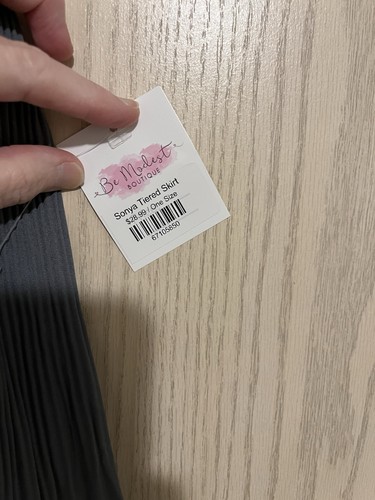 Be Modest
BOUTIQUE
Sonya Tiered Skirt
$28.99 / One Size
67105850